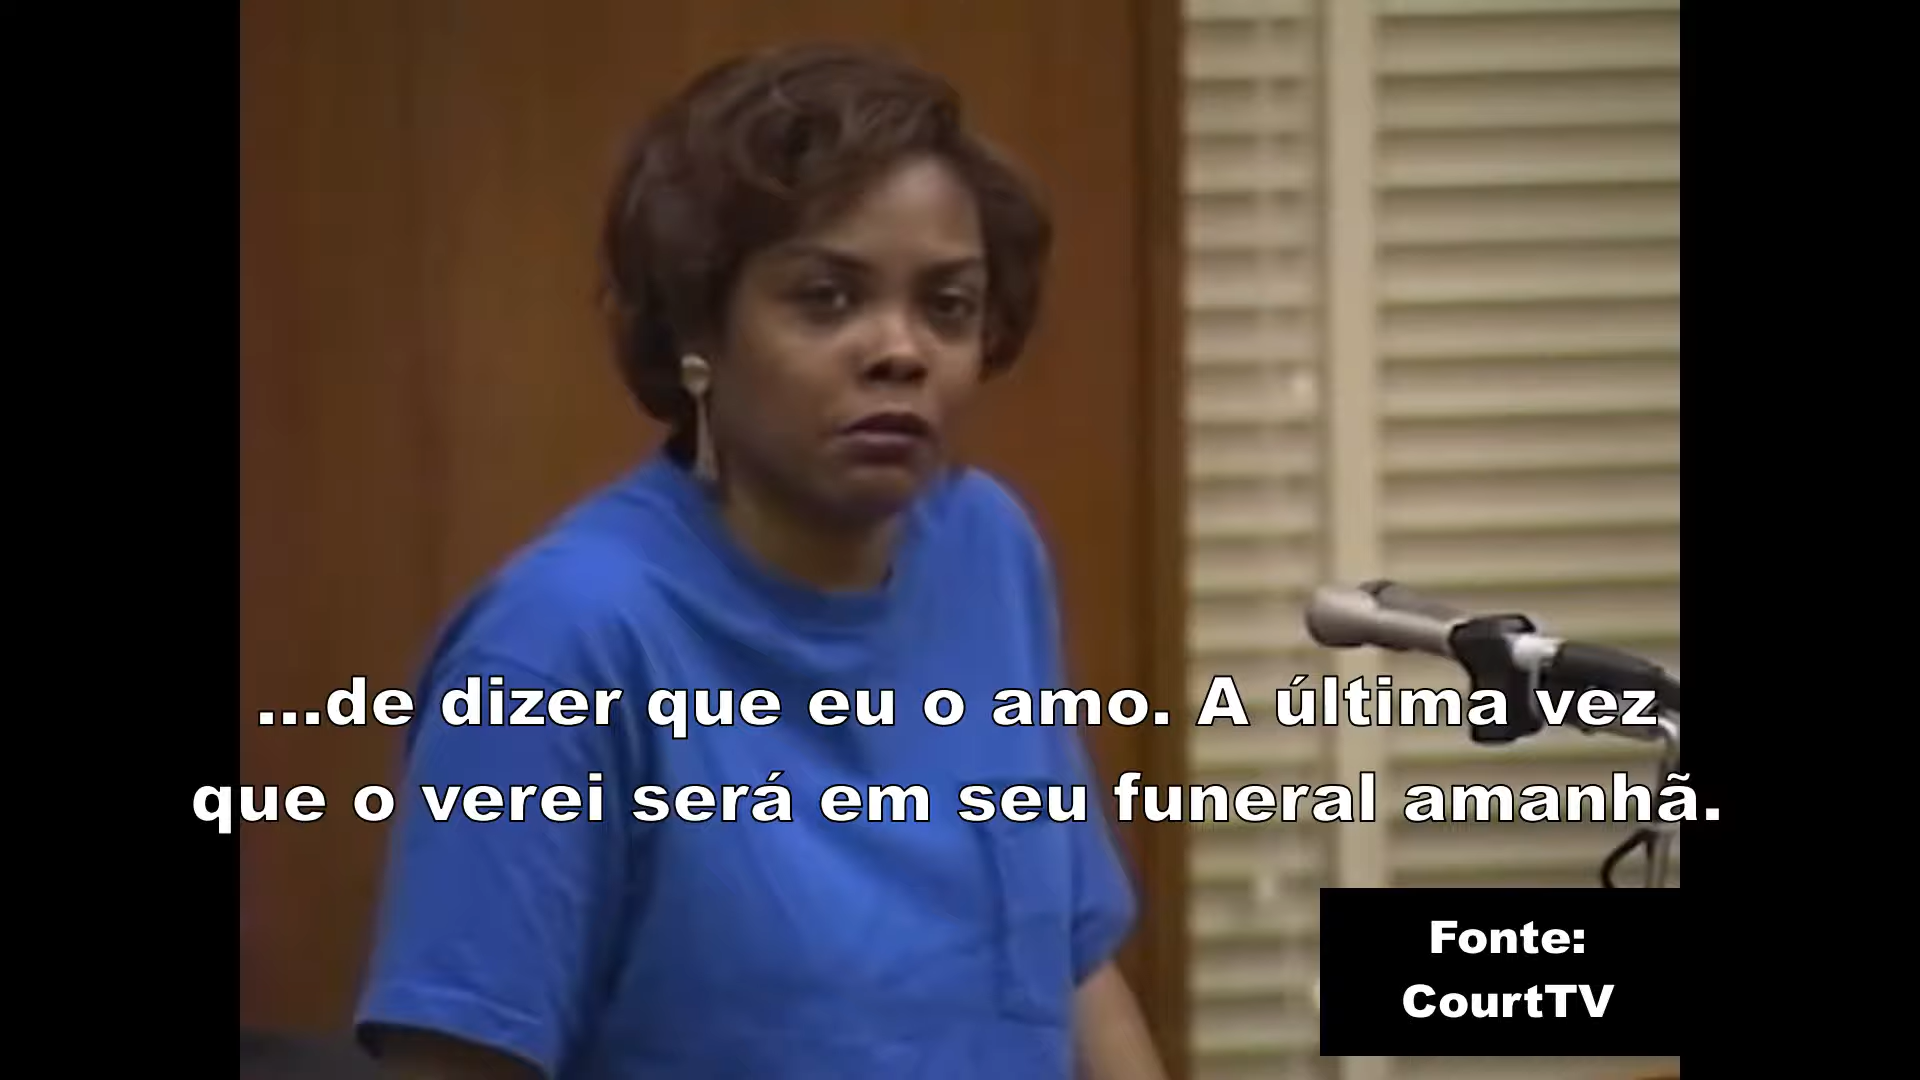 ...de dizer que eu o amo. A última vez
que o verei será em seu funeral amanhã.
Fonte:
CourtTV